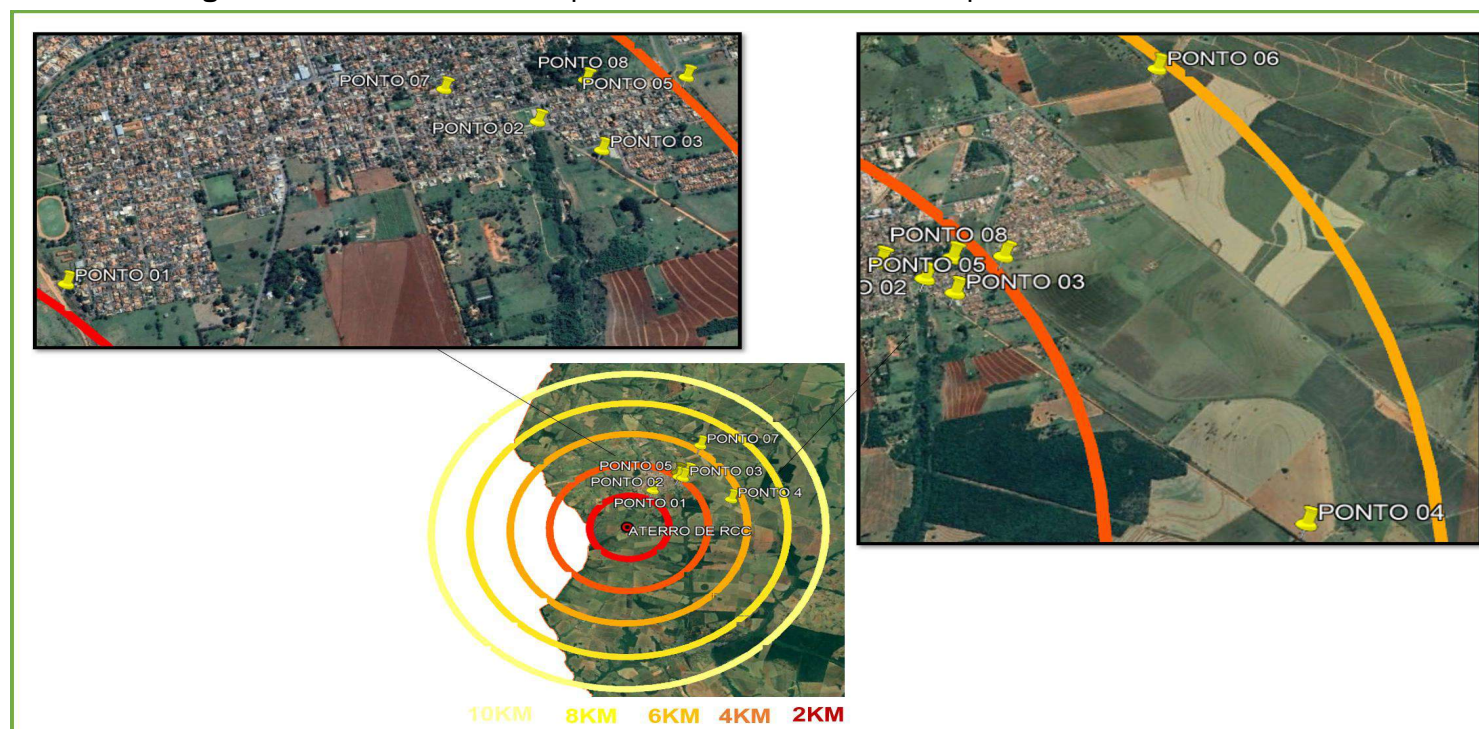 PONTO 07
PONTO 08
PONTO 05
PONTO 02
PONTO 03
PONTO 01
PONTO 06
PONTO 08
PONTO 05
O 02
PONTO 03
PONTO 04
PONTO 07
PONTO 05
PONTO 03
PONTO 02
PONTO 4
PONTO 01
ATERRO DE RCC
10KM 8KM 6KM 4KM 2KM